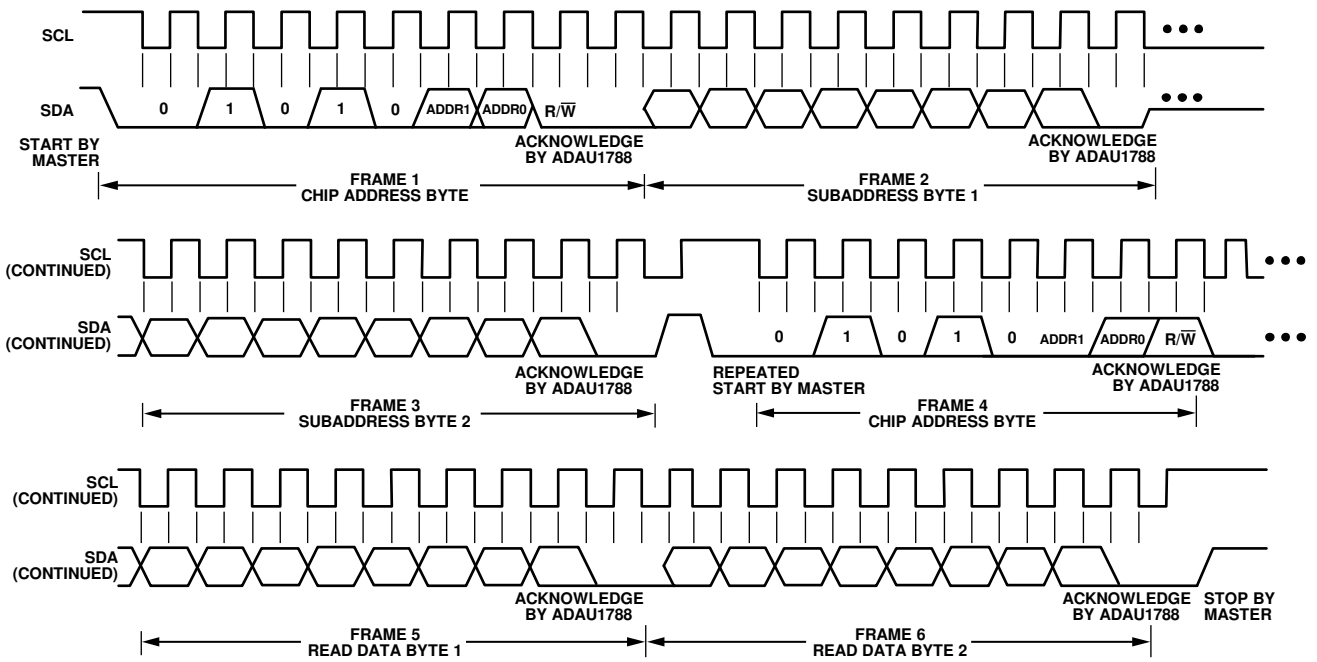 SCL
SDA
0 1 0 1 0 ADDR1 ADDR0 R/W̅
START BY
MASTER
ACKNOWLEDGE
BY ADAU1788
ACKNOWLEDGE
BY ADAU1788
FRAME 1
CHIP ADDRESS BYTE
FRAME 2
SUBADDRESS BYTE 1
SCL
(CONTINUED)
SDA
(CONTINUED)
0 1 0 1 0 ADDR1 ADDR0 R/W̅
ACKNOWLEDGE
BY ADAU1788
REPEATED
START BY MASTER
ACKNOWLEDGE
BY ADAU1788
FRAME 3
SUBADDRESS BYTE 2
FRAME 4
CHIP ADDRESS BYTE
SCL
(CONTINUED)
SDA
(CONTINUED)
ACKNOWLEDGE
BY ADAU1788
ACKNOWLEDGE
BY ADAU1788
STOP BY
MASTER
FRAME 5
READ DATA BYTE 1
FRAME 6
READ DATA BYTE 2